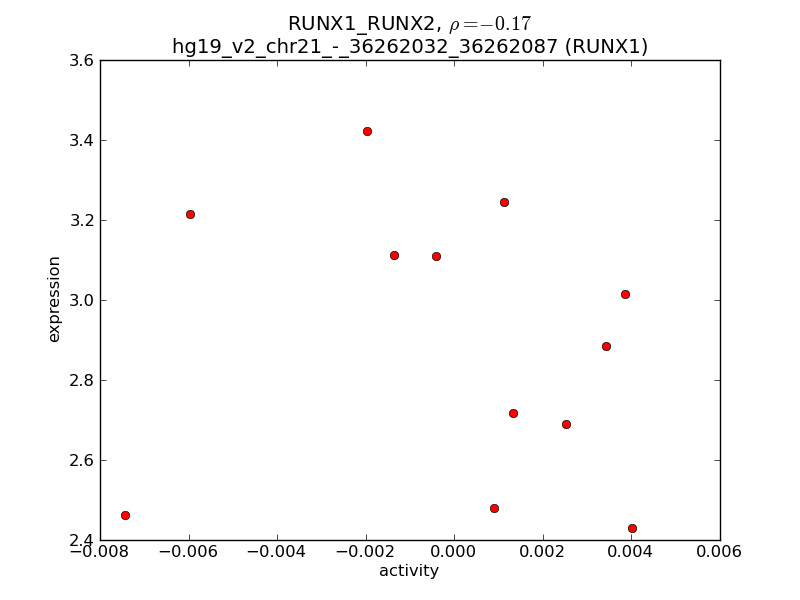 RUNX1_RUNX2, ρ=−0.17
hg19_v2_chr21_-_36262032_36262087 (RUNX1)
3.6
3.4
3.2
3.0
2.8
2.6
2.4
expression
−0.008 −0.006 −0.004 −0.002 0.000 0.002 0.004 0.006
activity